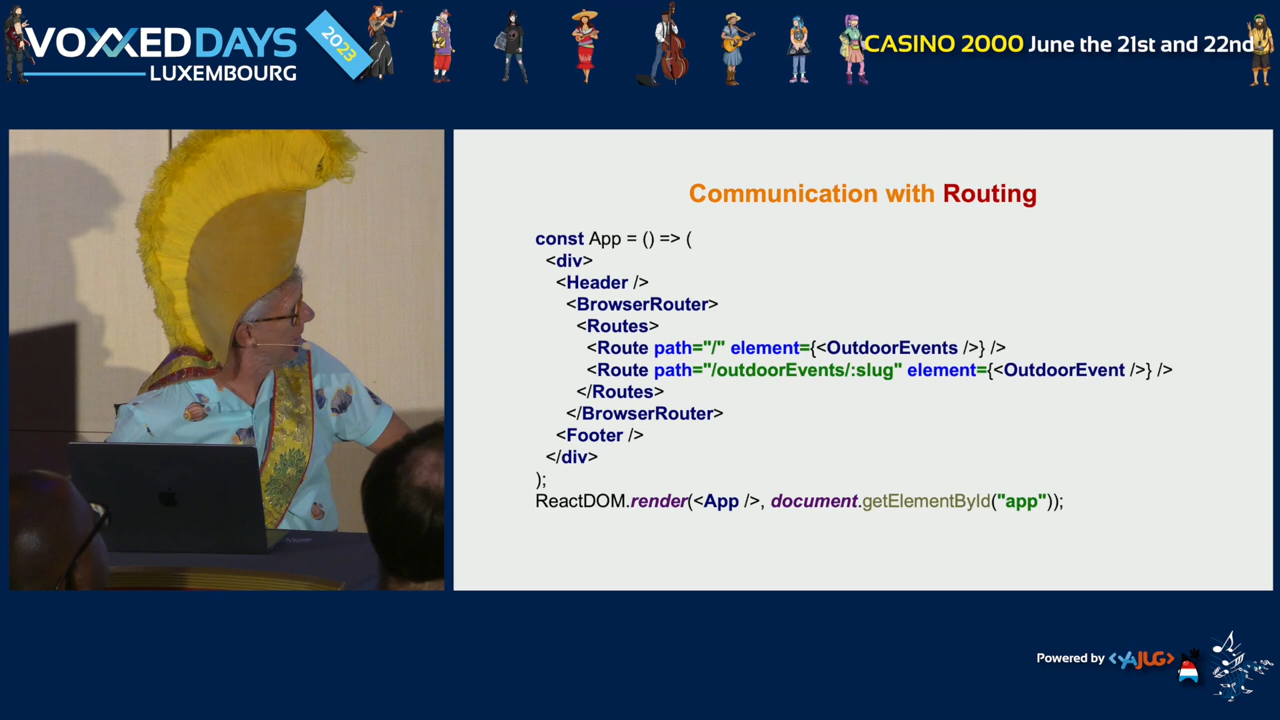 VOXXEDDAYS
LUXEMBOURG
2023
CASINO 2000 June the 21st and 22nd
Communication with Routing
const App = () => (
<div>
<Header />
<BrowserRouter>
<Routes>
<Route path="/" element={<OutdoorEvents />} />
<Route path="/outdoorEvents/:slug" element={<OutdoorEvent />} />
</Routes>
</BrowserRouter>
<Footer />
</div>
);
ReactDOM.render(<App />, document.getElementById("app"));
Powered by <YAJUG>